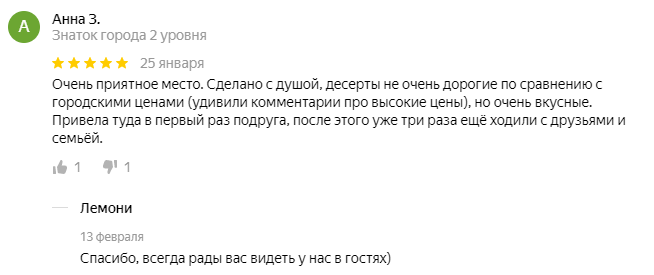 А
Анна З.
Знаток города 2 уровня
25 января
Очень приятное место. Сделано с душой, десерты не очень дорогие по сравнению с
городскими ценами (удивили комментарии про высокие цены), но очень вкусные.
Привела туда в первый раз подруга, после этого уже три раза ещё ходили с друзьями и
семьёй.
1 1
Лемони
13 февраля
Спасибо, всегда рады вас видеть у нас в гостях)